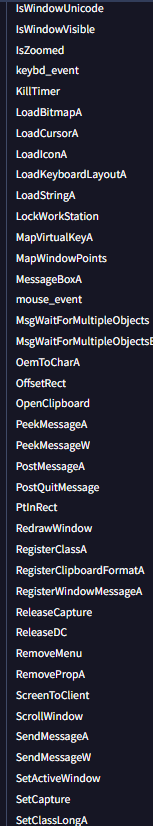 IsWindowUnicode
IsWindowVisible
IsZoomed
keybd_event
KillTimer
LoadBitmapA
LoadCursorA
LoadIconA
LoadKeyboardLayoutA
LoadStringA
LockWorkStation
MapVirtualKeyA
MapWindowPoints
MessageBoxA
mouse_event
MsgWaitForMultipleObjects
MsgWaitForMultipleObjectsE
OemToCharA
OffsetRect
OpenClipboard
PeekMessageA
PeekMessageW
PostMessageA
PostQuitMessage
PtInRect
RedrawWindow
RegisterClassA
RegisterClipboardFormatA
RegisterWindowMessageA
ReleaseCapture
ReleaseDC
RemoveMenu
RemovePropA
ScreenToClient
ScrollWindow
SendMessageA
SendMessageW
SetActiveWindow
SetCapture
SetClassLongA